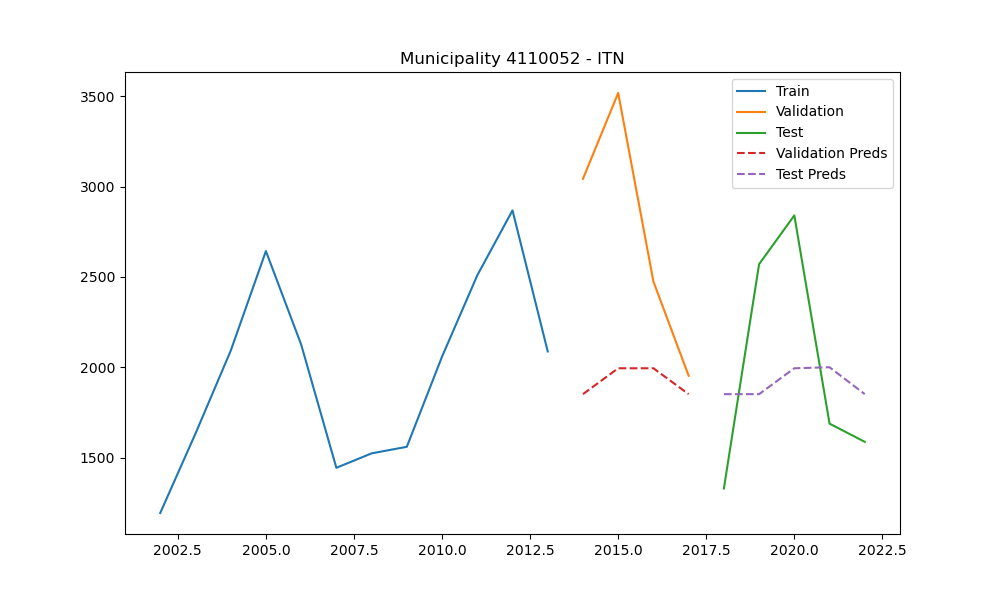 Municipality 4110052 - ITN
3500
3000
2500
2000
1500
2002.5 2005.0 2007.5 2010.0 2012.5 2015.0 2017.5 2020.0 2022.5
Train
Validation
Test
Validation Preds
Test Preds